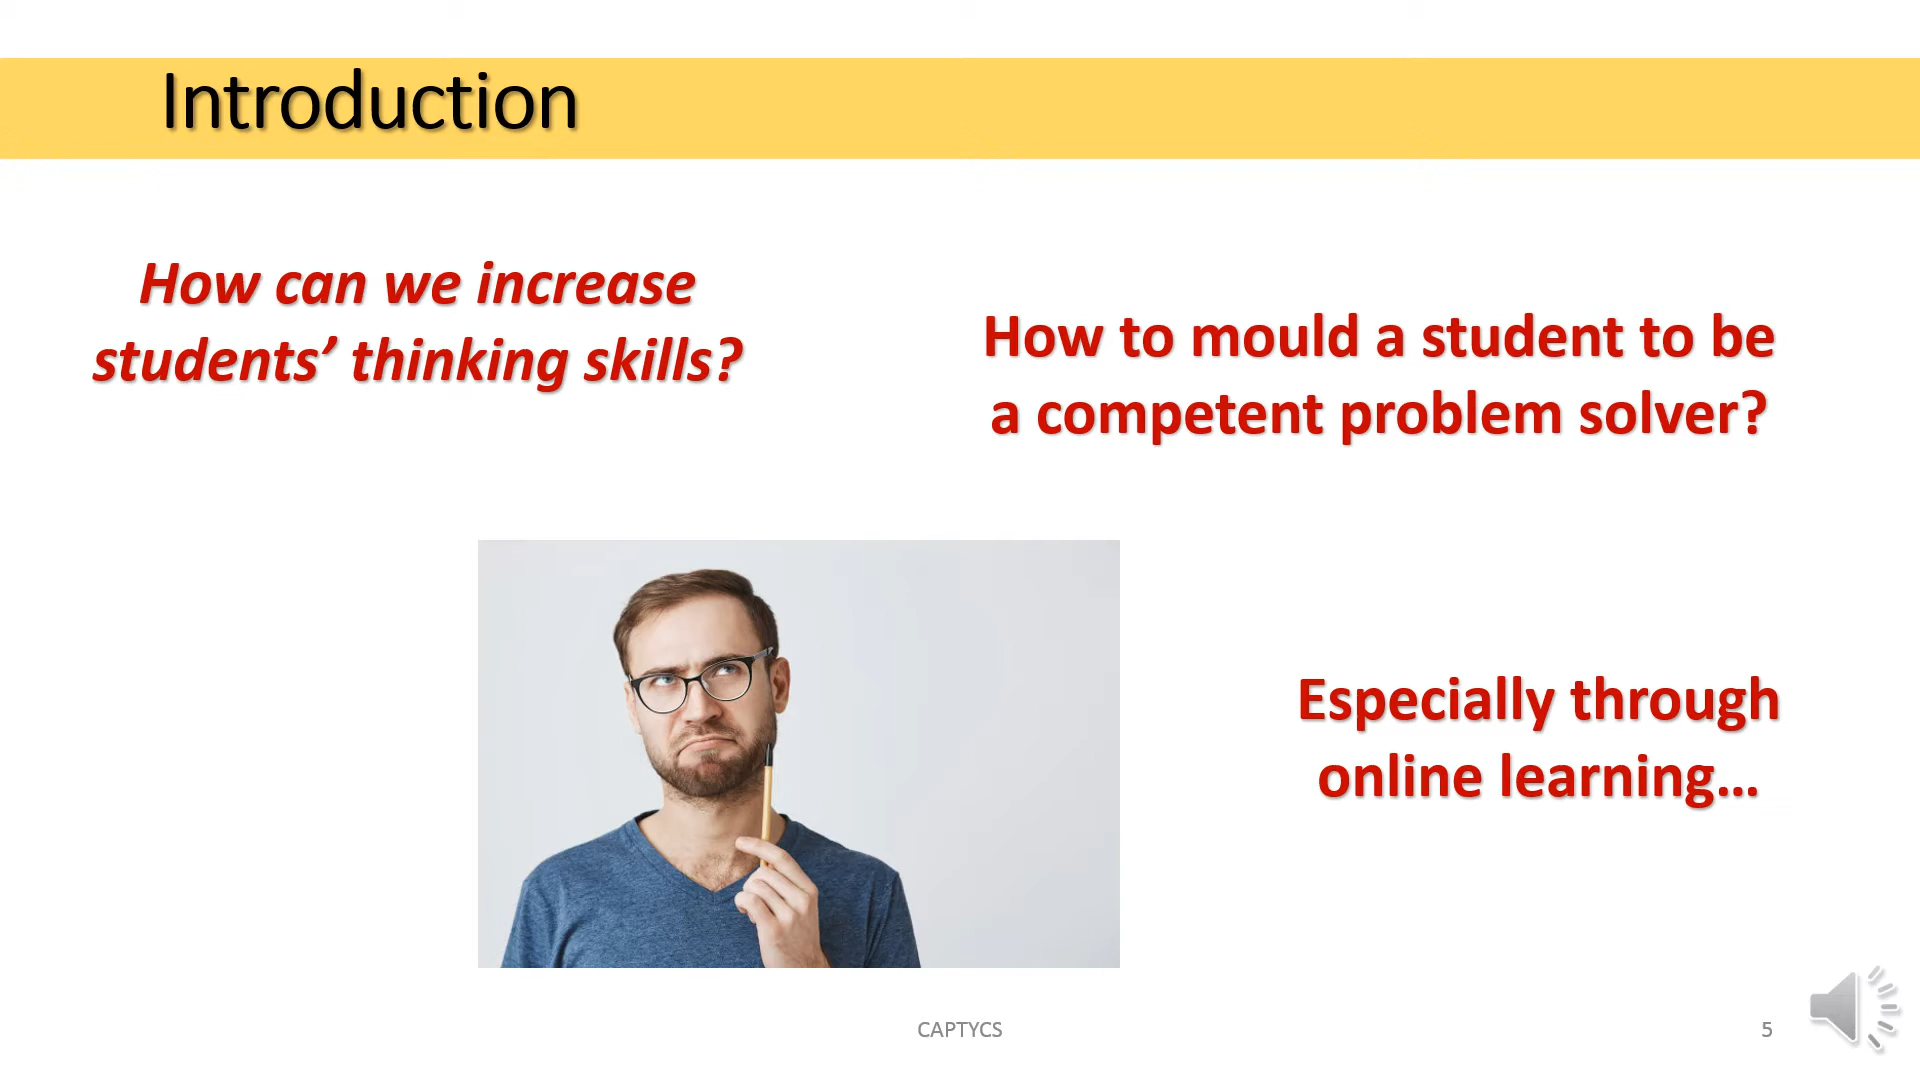 Introduction
How can we increase
students’ thinking skills?
How to mould a student to be
a competent problem solver?
Especially through
online learning...
CAPTYCS
5